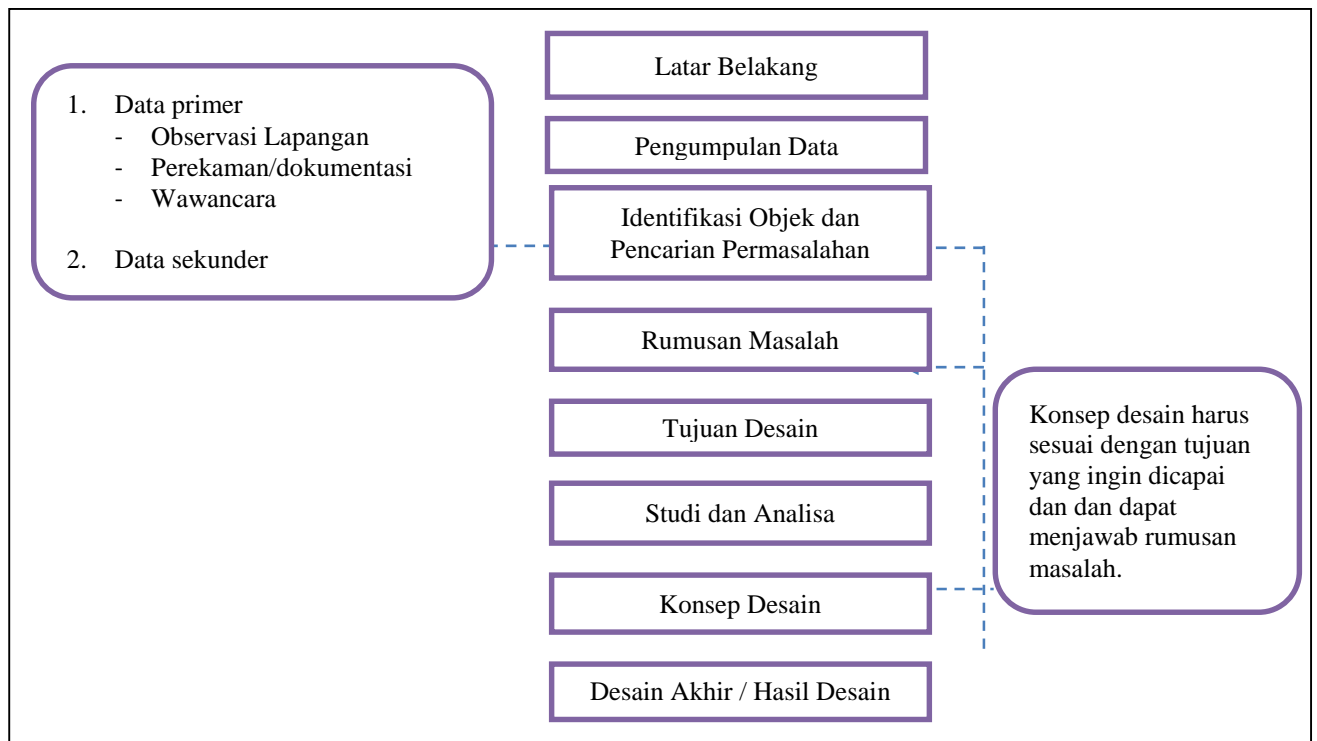 Latar Belakang
1. Data primer
- Observasi Lapangan
- Perekaman/dokumentasi
- Wawancara
2. Data sekunder
Pengumpulan Data
Identifikasi Objek dan
Pencarian Permasalahan
Rumusan Masalah
Tujuan Desain
Studi dan Analisa
Konsep Desain
Desain Akhir / Hasil Desain
Konsep desain harus
sesuai dengan tujuan
yang ingin dicapai
dan dan dapat
menjawab rumusan
masalah.